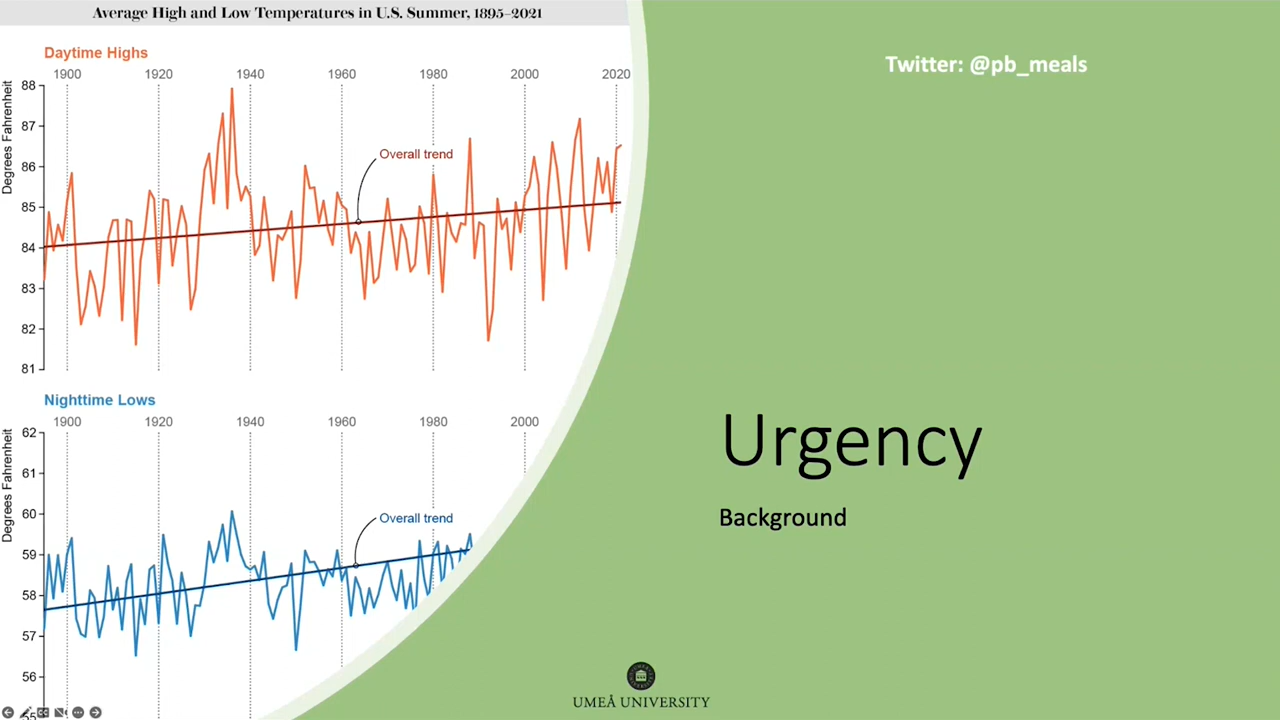 Average High and Low Temperatures in U.S. Summer, 1895–2021
Daytime Highs
1900 1920 1940 1960 1980 2000 2020
Degrees Fahrenheit
88
87
86
85
84
83
82
81
Overall trend
Nighttime Lows
1900 1920 1940 1960 1980 2000
Degrees Fahrenheit
62
61
60
59
58
57
56
55
Overall trend
Twitter: @pb_meals
Urgency
Background
UMEÅ UNIVERSITY